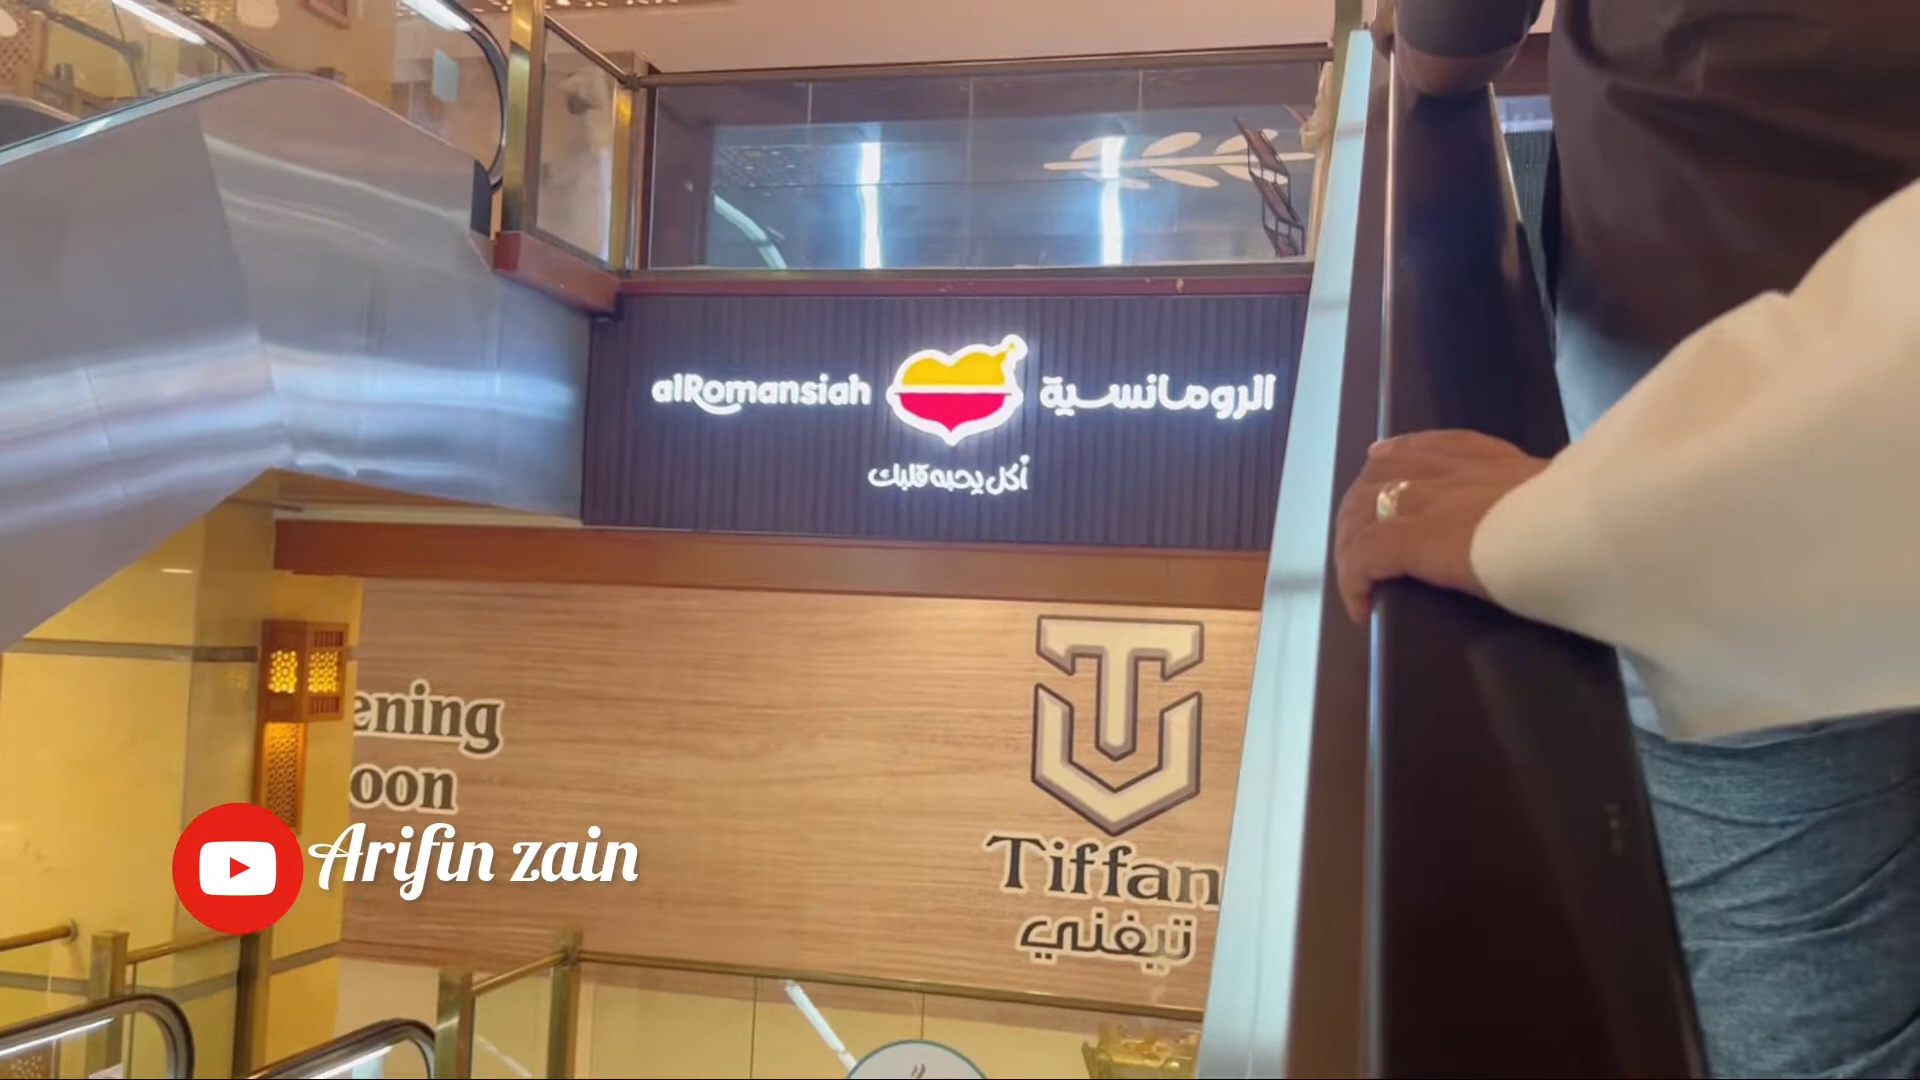 alRomansiah
الرومانسية
أكل يحبه قلبك
ening
oon
Arifin zain
Tiffan
تيفني